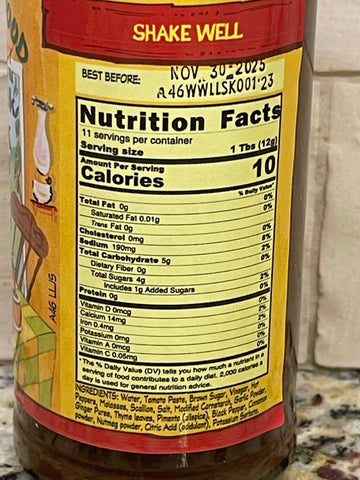 SHAKE WELL
BEST BEFORE: NOV 30 2025
A46WWLLSK001 23
Nutrition Facts
11 servings per container
Serving size 1 Tbs (12g)
Amount Per Serving
Calories 10
% Daily Value*
Total Fat 0g 0%
Saturated Fat 0.01g 0%
Trans Fat 0g
Cholesterol 0mg 0%
Sodium 190mg 8%
Total Carbohydrate 5g 2%
Dietary Fiber 0g 0%
Total Sugars 4g
Includes 1g Added Sugars 2%
Protein 0g 0%
Vitamin D 0mcg 0%
Calcium 14mg 2%
Iron 0.4mg 2%
Potassium 0mg 0%
Vitamin A 0mcg 0%
Vitamin C 0.05mg 0%
*The % Daily Value (DV) tells you how much a nutrient in a
serving of food contributes to a daily diet. 2,000 calories a
day is used for general nutrition advice.
INGREDIENTS: Water, Tomato Paste, Brown Sugar, Vinegar, Hot
Peppers, Molasses, Scallion, Salt, Modified Cornstarch, Garlic Powder,
Ginger Puree, Thyme leaves, Pimento (allspice), Black Pepper, Cinnamon
powder, Nutmeg powder, Citric Acid (acidulant), Potassium Sorbate.
A46 LL IS